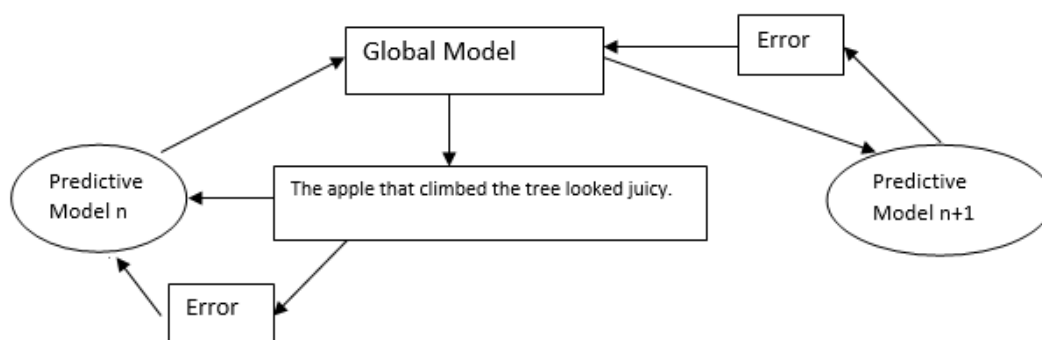 Global Model
Error
Predictive
Model n
The apple that climbed the tree looked juicy.
Predictive
Model n+1
Error